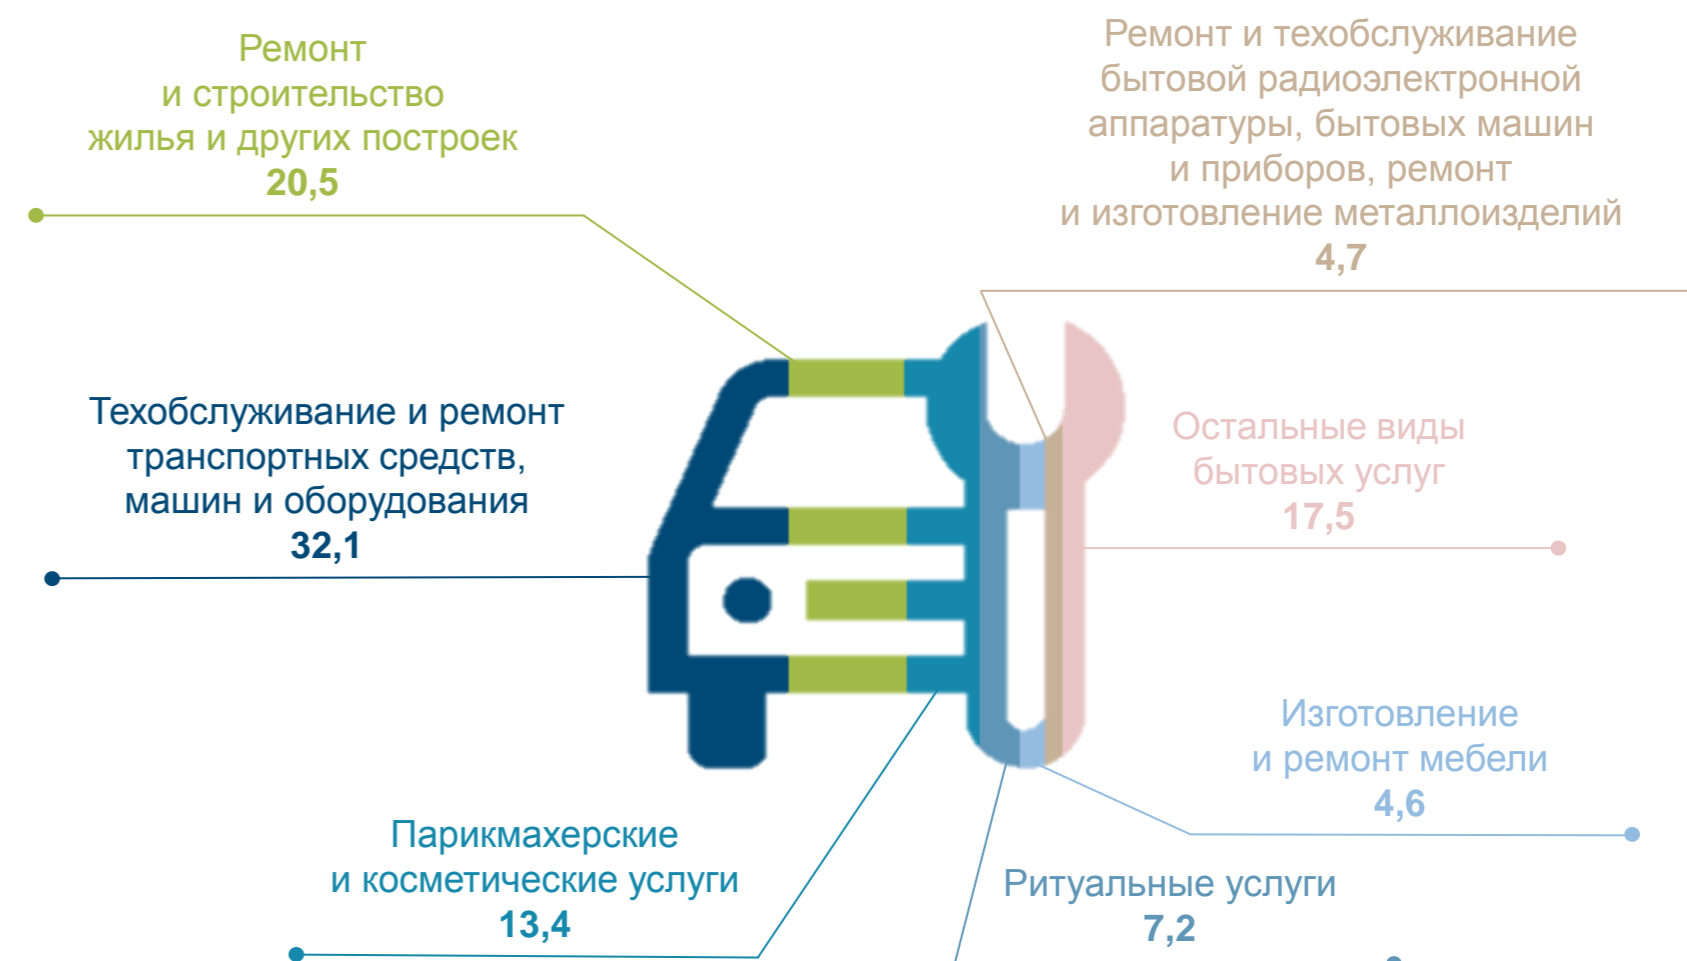 Ремонт
и строительство
жилья и других построек
20,5
Ремонт и техобслуживание
бытовой радиоэлектронной
аппаратуры, бытовых машин
и приборов, ремонт
и изготовление металлоизделий
4,7
Техобслуживание и ремонт
транспортных средств,
машин и оборудования
32,1
Остальные виды
бытовых услуг
17,5
Изготовление
и ремонт мебели
4,6
Парикмахерские
и косметические услуги
13,4
Ритуальные услуги
7,2